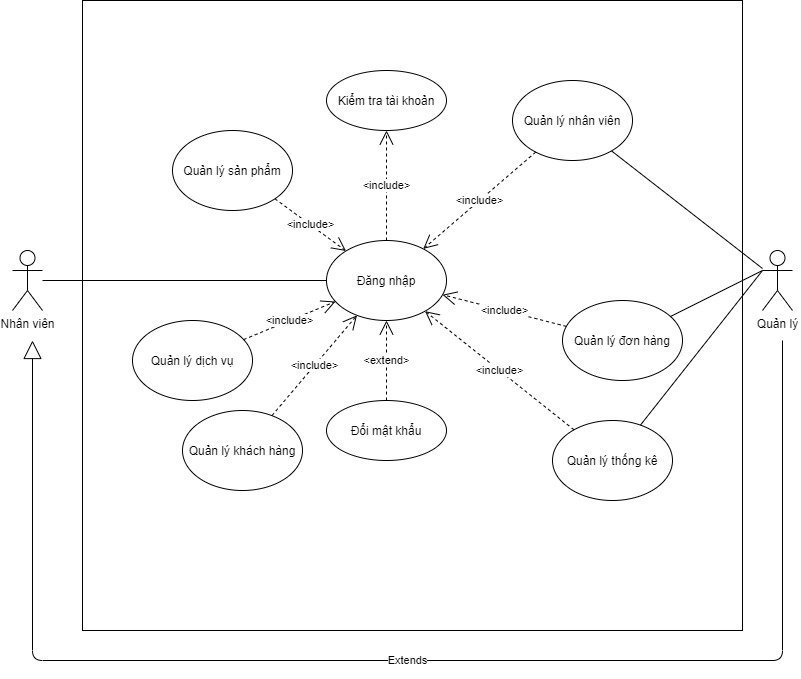 Kiểm tra tài khoản
Quản lý nhân viên
Quản lý sản phẩm
<include>
<include>
<include>
Đăng nhập
Nhân viên
Quản lý
<include>
<include>
Quản lý dịch vụ
<include>
<extend>
<include>
Quản lý đơn hàng
Quản lý khách hàng
Đổi mật khẩu
Quản lý thống kê
Extends